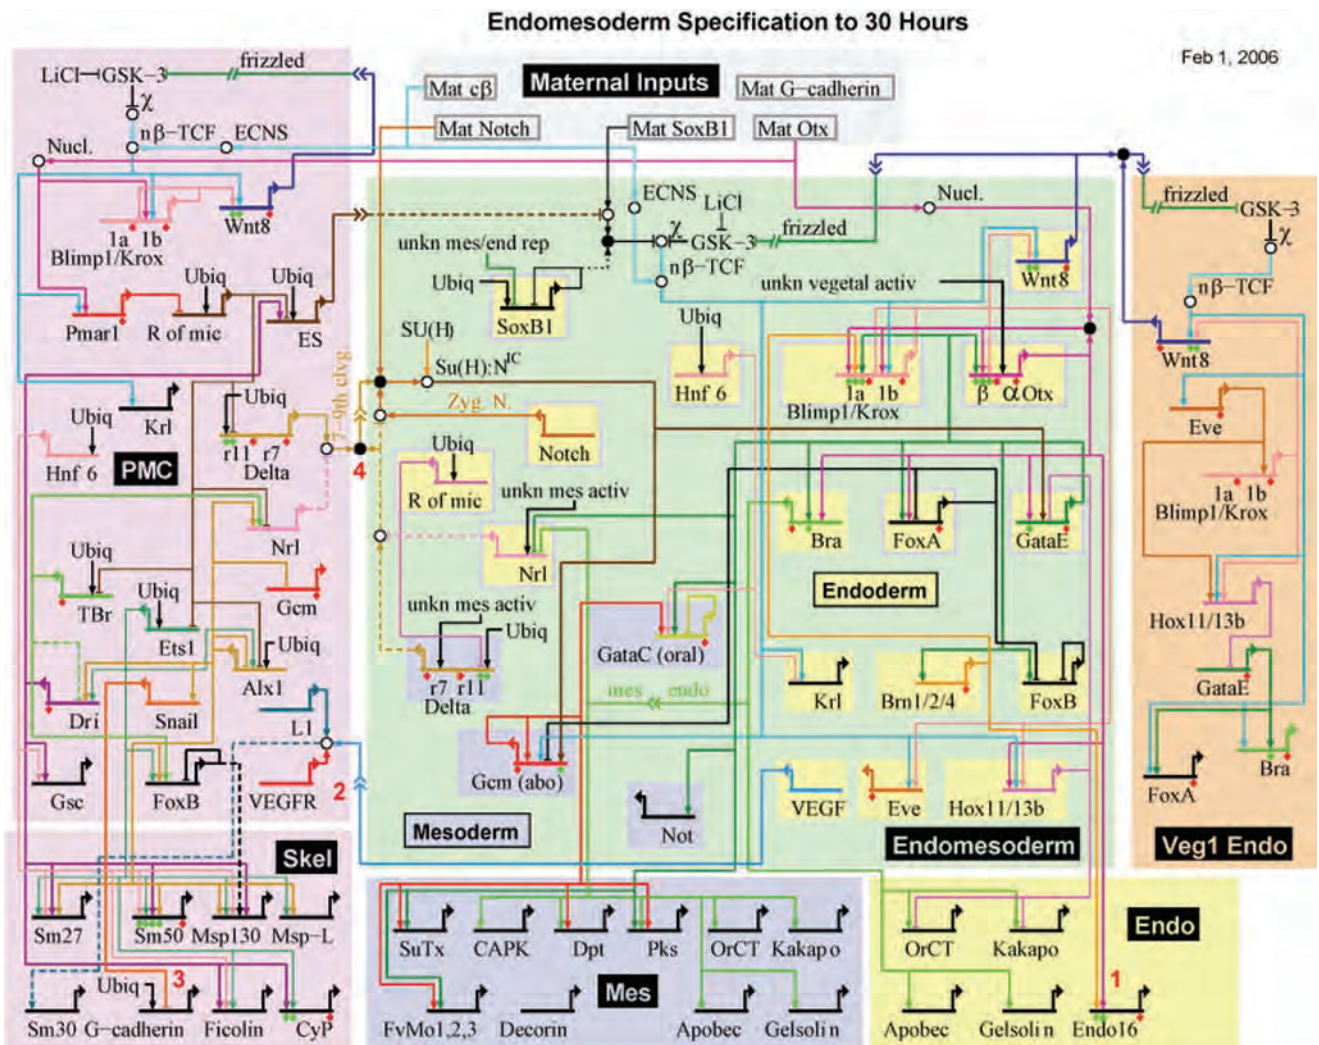 Endomesoderm Specification to 30 Hours
Feb 1, 2006
LiCl GSK-3 frizzled
χ
nβ-TCF ECNS
Nucl.
1a 1b
Blimp1/Krox
Wnt8
Ubiq Ubiq
Pmar1 R of mic ES
Krl
Ubiq
Hnf 6
PMC
Ubiq
r11 r7
Delta
7-9th clvg
4
Nrl
Ubiq
TBr
Ubiq
Ets1
Gcm
Ubiq
Alx1
Dri Snail
L1
Gsc FoxB VEGFR
2
Skel
Sm27 Sm50 Msp130 Msp-L
Ubiq 3
Sm30 G-cadherin Ficolin CyP
Mat cβ Maternal Inputs Mat G-cadherin
Mat Notch Mat SoxB1 Mat Otx
ECNS
LiCl
Nucl.
χ GSK-3 frizzled
nβ-TCF
unkn mes/end rep
Ubiq
SoxB1
unkn vegetal activ
Wnt8
SU(H)
Su(H):N^IC
Ubiq
Hnf 6
1a 1b
Blimp1/Krox
β α Otx
Zyg. N.
Notch
Ubiq
R of mic
unkn mes activ
Nrl
Bra FoxA GataE
Endoderm
unkn mes activ
Ubiq
r7 r11
Delta
GataC (oral)
mes endo
Krl Brn1/2/4 FoxB
Gcm (abo)
Not
VEGF Eve Hox11/13b
Mesoderm
Endomesoderm
GSK-3
frizzled
χ
nβ-TCF
Wnt8
Eve
1a 1b
Blimp1/Krox
Hox11/13b
GataE
Bra
FoxA
Veg1 Endo
SuTx CAPK Dpt Pks OrCT Kakapo
Mes
FvMo1,2,3 Decorin Apobec Gelsolin
OrCT Kakapo
Endo
1
Apobec Gelsolin Endo16